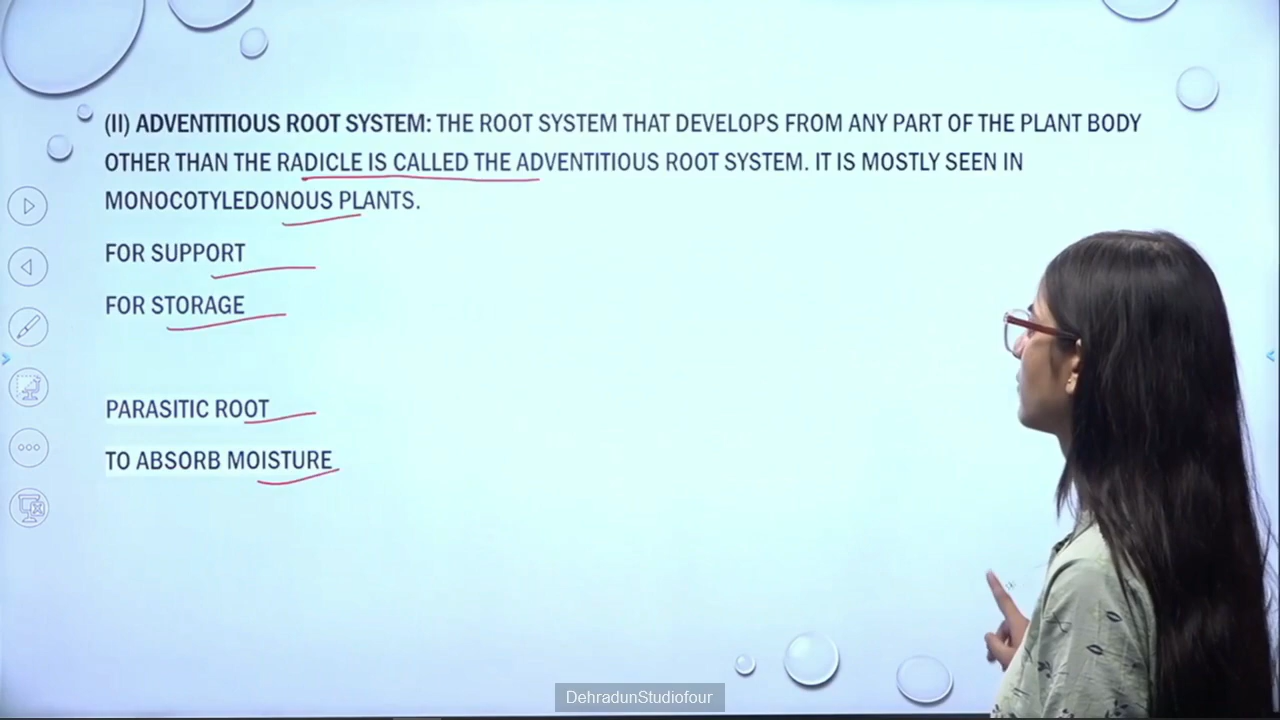 (II) ADVENTITIOUS ROOT SYSTEM: THE ROOT SYSTEM THAT DEVELOPS FROM ANY PART OF THE PLANT BODY
OTHER THAN THE RADICLE IS CALLED THE ADVENTITIOUS ROOT SYSTEM. IT IS MOSTLY SEEN IN
MONOCOTYLEDONOUS PLANTS.
FOR SUPPORT
FOR STORAGE
PARASITIC ROOT
TO ABSORB MOISTURE
DehradunStudiofour